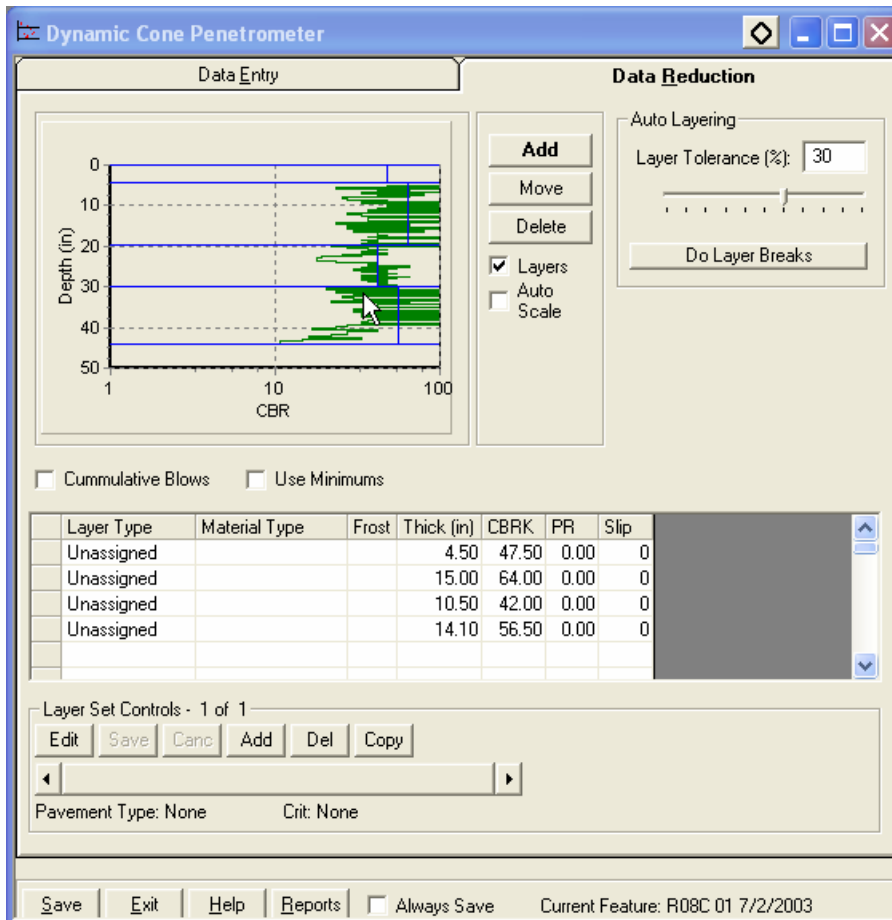 Dynamic Cone Penetrometer
Data Entry
Data Reduction
0
10
20
30
40
50
Depth (in)
1
10
100
CBR
Add
Move
Delete
Layers
Auto Scale
Auto Layering
Layer Tolerance (%): 30
Do Layer Breaks
Cummulative Blows Use Minimums
Layer Type Material Type Frost Thick (in) CBRK PR Slip
Unassigned 4.50 47.50 0.00 0
Unassigned 15.00 64.00 0.00 0
Unassigned 10.50 42.00 0.00 0
Unassigned 14.10 56.50 0.00 0
Layer Set Controls - 1 of 1
Edit Save Canc Add Del Copy
Pavement Type: None Crit: None
Save Exit Help Reports Always Save Current Feature: R08C 01 7/2/2003